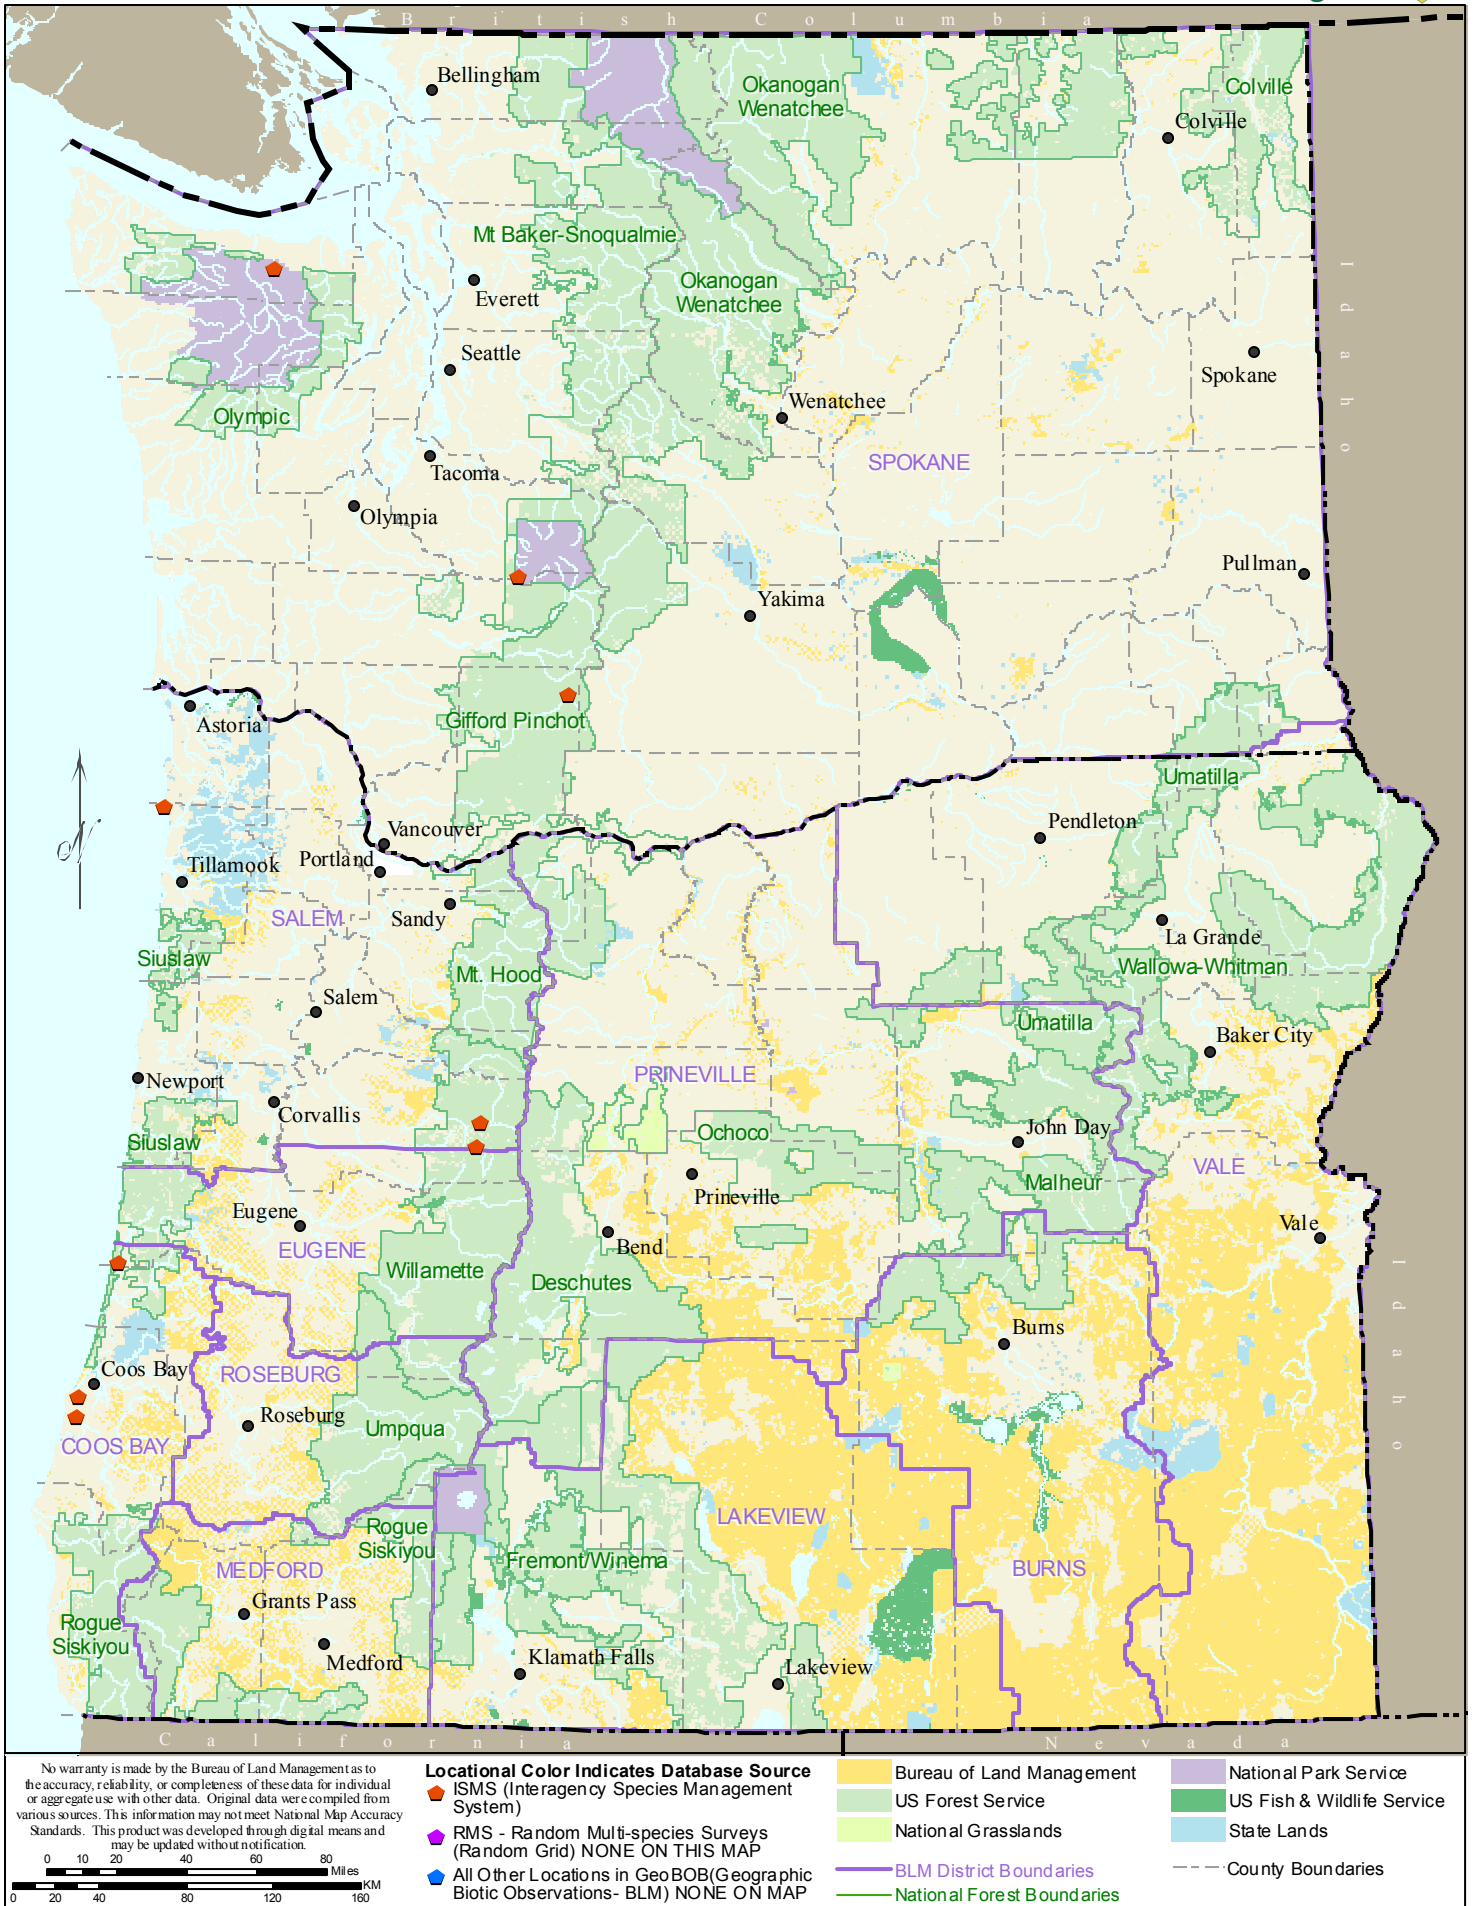 British Columbia
Bellingham
Okanogan
Wenatchee
Colville
Colville
Mt Baker-Snoqualmie
Okanogan
Wenatchee
Everett
Idaho
Seattle
Spokane
Olympic
Wenatchee
SPOKANE
Tacoma
Olympia
Pullman
Yakima
Gifford Pinchot
Astoria
Umatilla
Vancouver
Pendleton
Portland
Tillamook
SALEM
Sandy
La Grande
Siuslaw
Mt. Hood
Wallowa-Whitman
Salem
Umatilla
Baker City
Newport
PRINEVILLE
Corvallis
Siuslaw
Ochoco
John Day
VALE
Malheur
Prineville
Eugene
Vale
EUGENE
Bend
Willamette
Deschutes
Idaho
Burns
Coos Bay
ROSEBURG
Roseburg
Umpqua
COOS BAY
LAKEVIEW
Rogue
Siskiyou
Fremont/Winema
MEDFORD
BURNS
Grants Pass
Rogue
Siskiyou
Medford
Klamath Falls
Lakeview
California
Nevada
No warranty is made by the Bureau of Land Management as to
the accuracy, reliability, or completeness of these data for individual
or aggregate use with other data. Original data were compiled from
various sources. This information may not meet National Map Accuracy
Standards. This product was developed through digital means and
may be updated without notification.
0 10 20 40 60 80
Miles
KM
0 20 40 80 120 160
Locational Color Indicates Database Source
ISMS (Interagency Species Management
System)
RMS - Random Multi-species Surveys
(Random Grid) NONE ON THIS MAP
All Other Locations in GeoBOB(Geographic
Biotic Observations- BLM) NONE ON MAP
Bureau of Land Management
US Forest Service
National Grasslands
BLM District Boundaries
National Forest Boundaries
National Park Service
US Fish & Wildlife Service
State Lands
County Boundaries